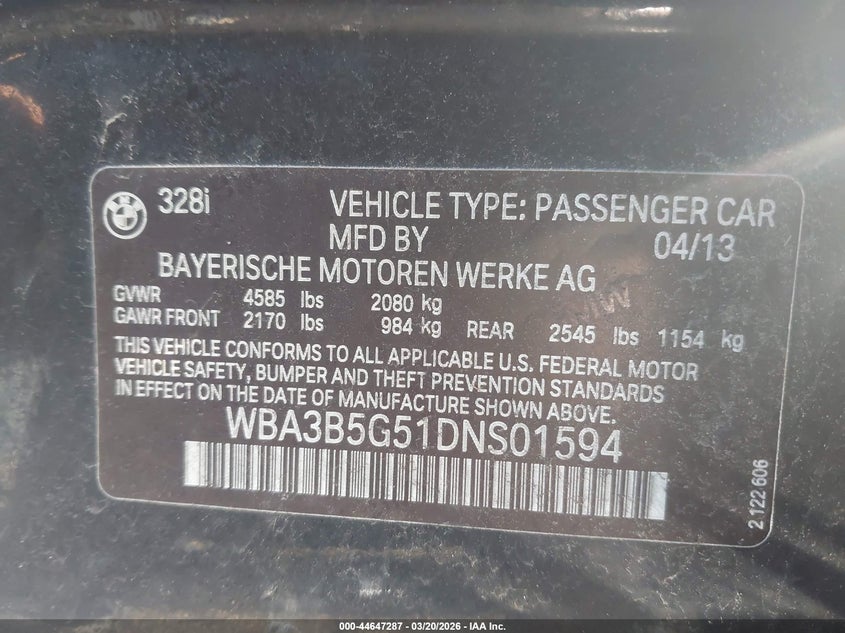 328i VEHICLE TYPE: PASSENGER CAR
MFD BY 04/13
BAYERISCHE MOTOREN WERKE AG
GVWR 4585 lbs 2080 kg
GAWR FRONT 2170 lbs 984 kg REAR 2545 lbs 1154 kg
THIS VEHICLE CONFORMS TO ALL APPLICABLE U.S. FEDERAL MOTOR
VEHICLE SAFETY, BUMPER AND THEFT PREVENTION STANDARDS
IN EFFECT ON THE DATE OF MANUFACTURE SHOWN ABOVE.
WBA3B5G51DNS01594
2 122 606
000-44647287 - 03/20/2026 - IAA Inc.